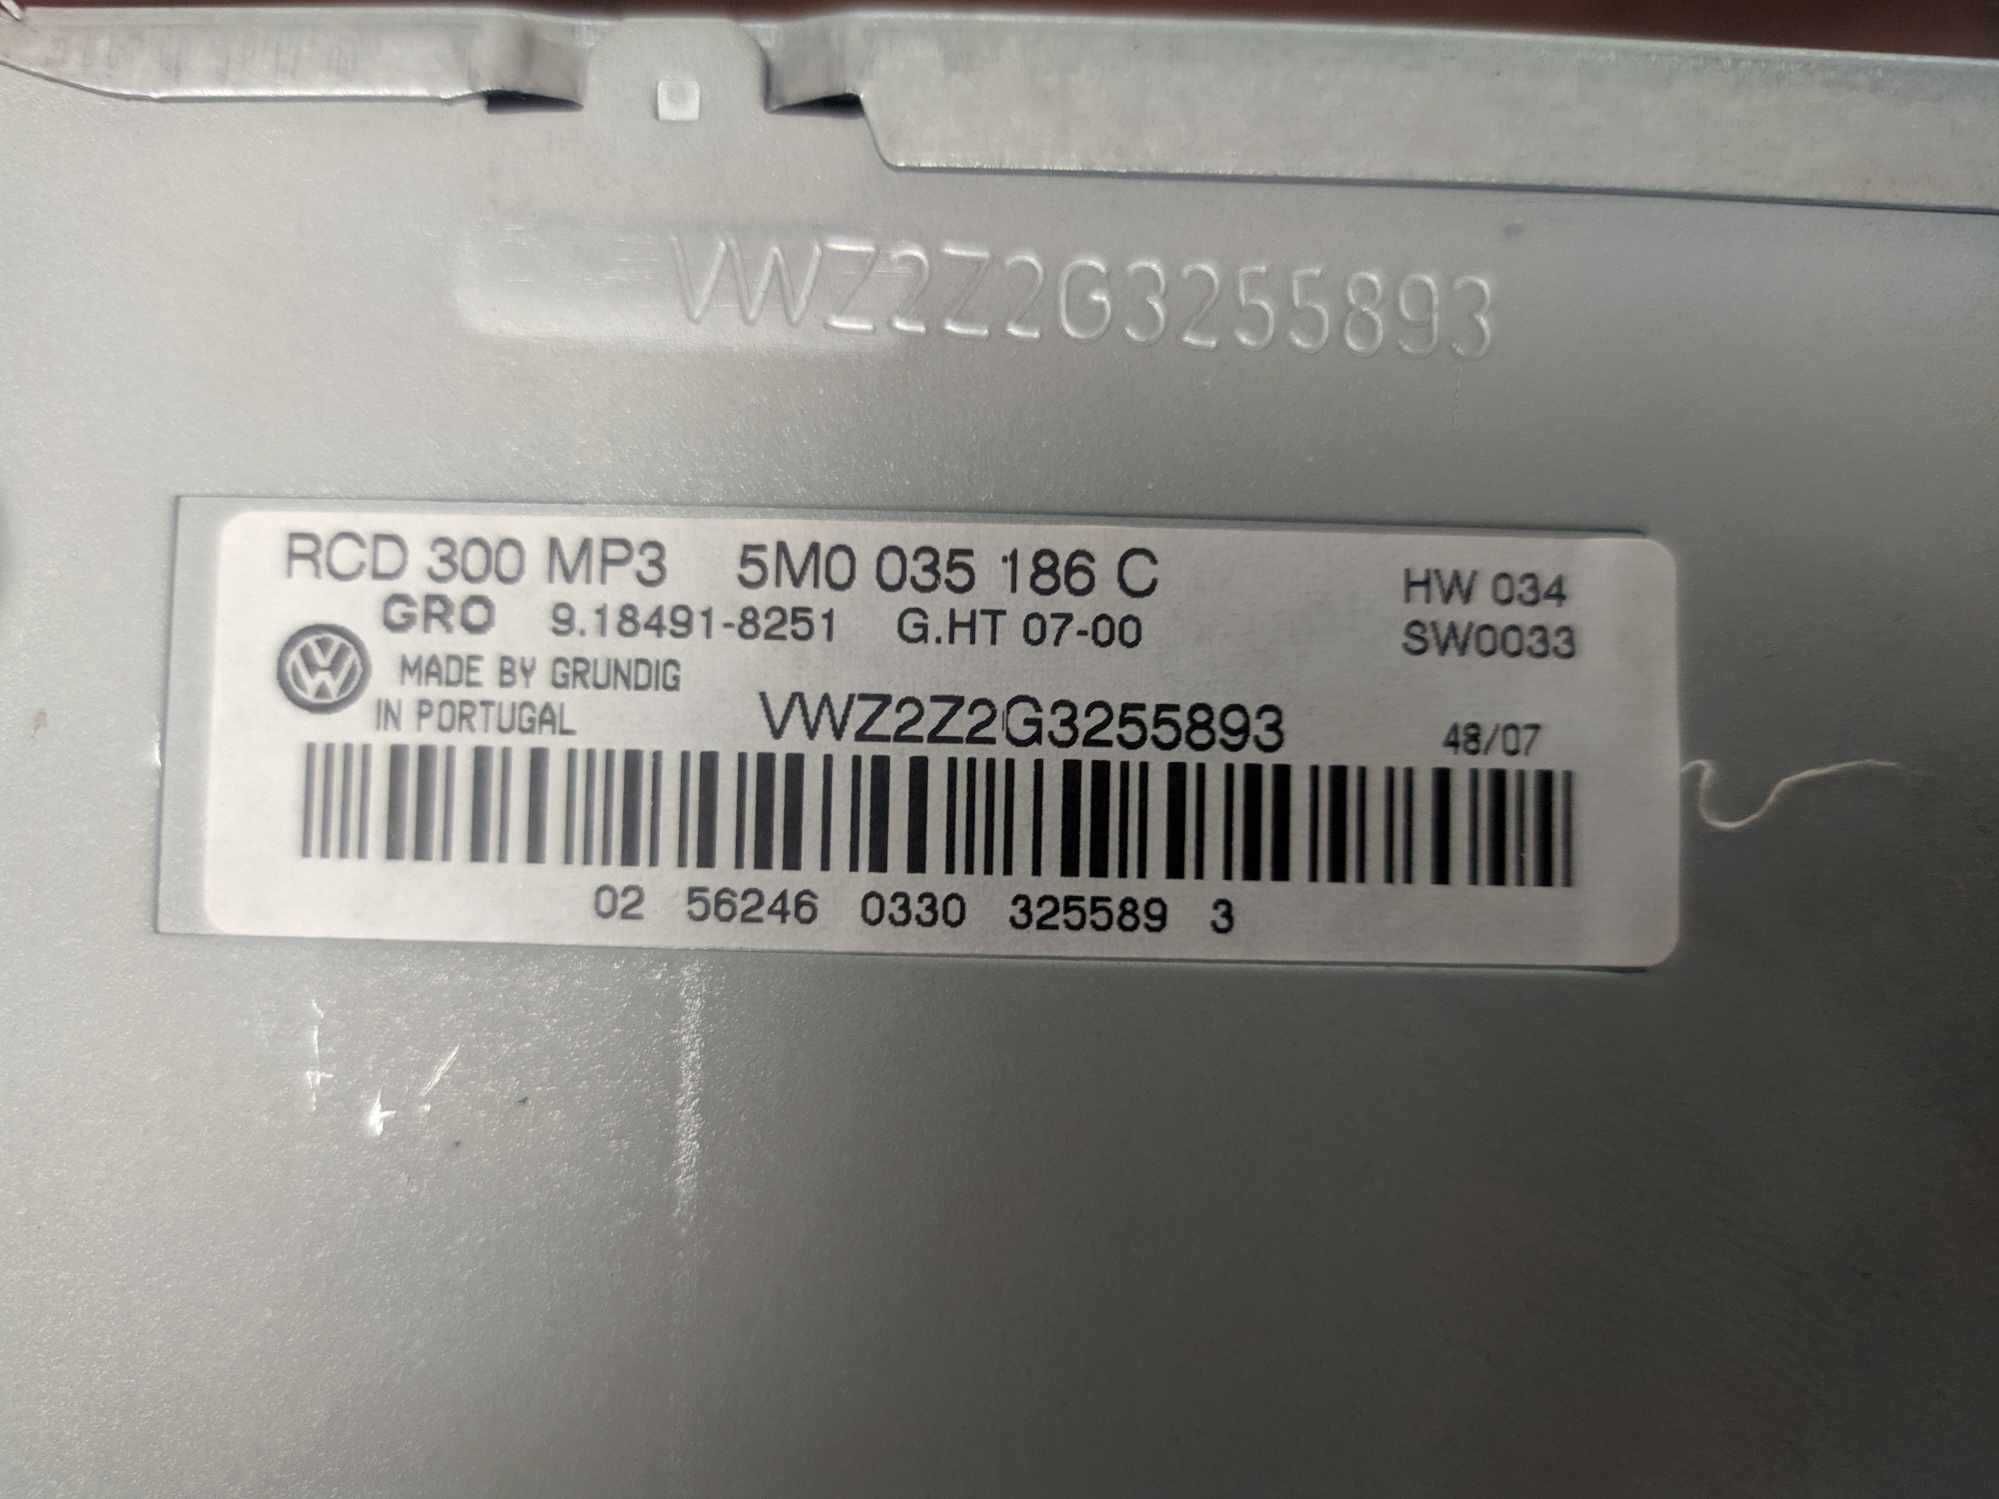 VWZ2Z2G3255893
RCD 300 MP3 5M0 035 186 C
HW 034
GRO 9.18491-8251 G.HT 07-00
SW0033
MADE BY GRUNDIG
IN PORTUGAL
VWZ2Z2G3255893
48/07
02 56246 0330 325589 3